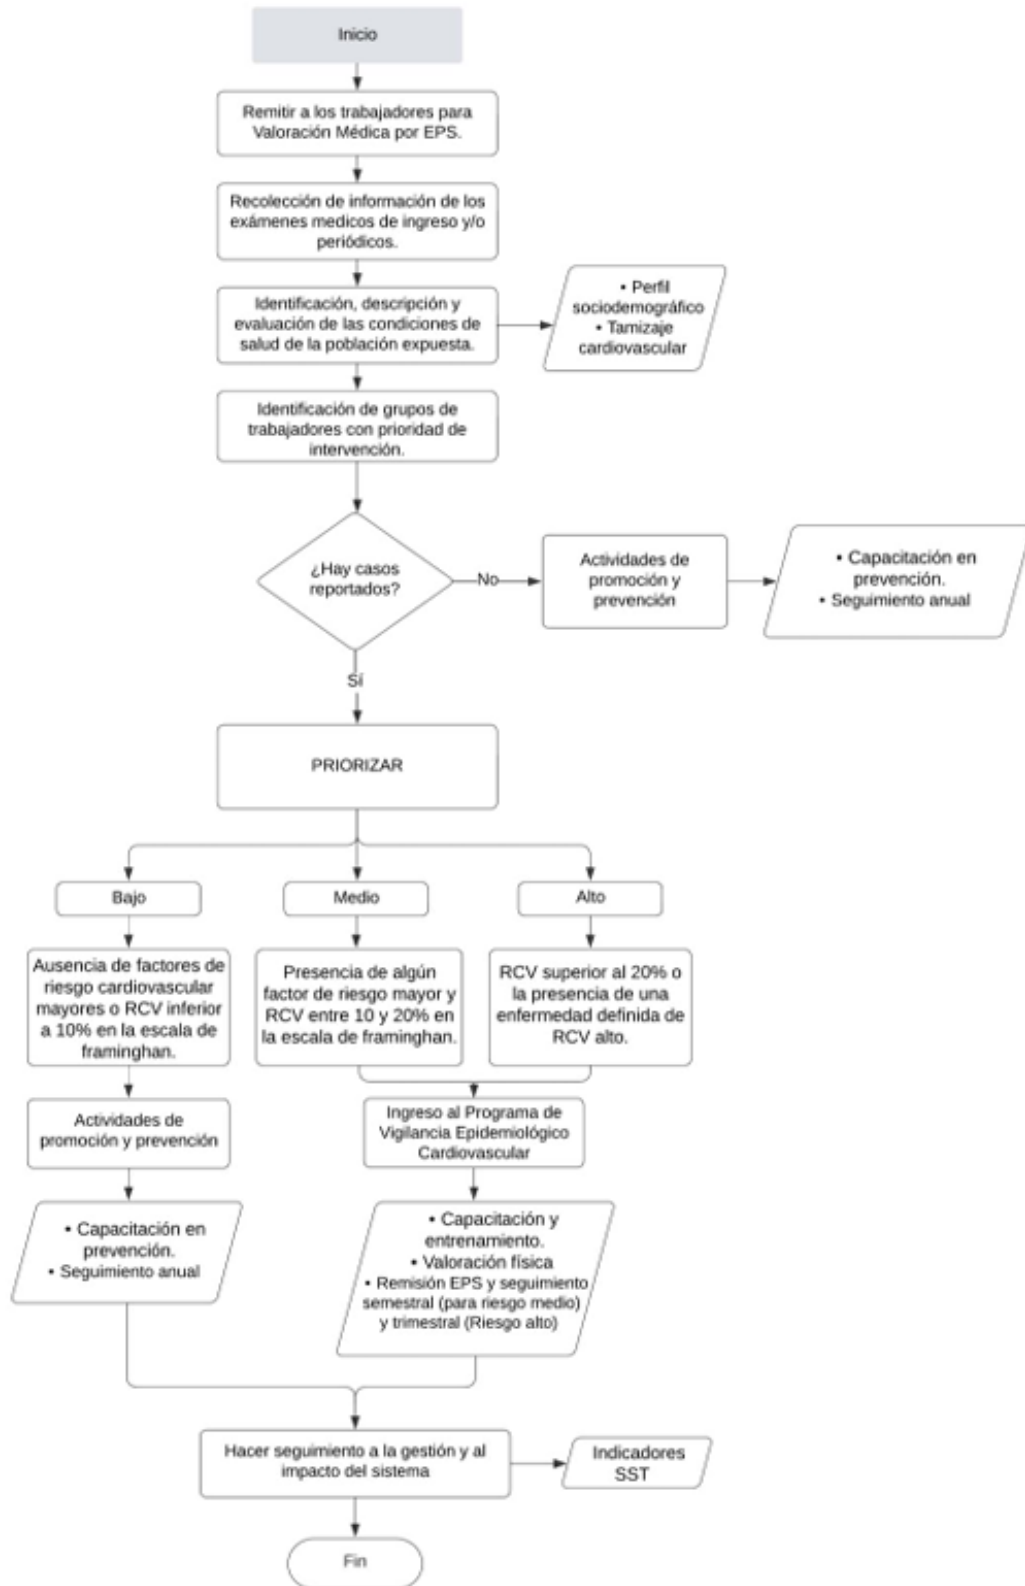 Inicio
Remitir a los trabajadores para
Valoración Médica por EPS.
Recolección de información de los
exámenes medicos de ingreso y/o
periódicos.
Identificación, descripción y
evaluación de las condiciones de
salud de la población expuesta.
• Perfil
sociodemográfico
• Tamizaje
cardiovascular
Identificación de grupos de
trabajadores con prioridad de
intervención.
¿Hay casos
reportados?
No
Actividades de
promoción y
prevención
• Capacitación en
prevención.
• Seguimiento anual
Sí
PRIORIZAR
Bajo
Medio
Alto
Ausencia de factores de
riesgo cardiovascular
mayores o RCV inferior
a 10% en la escala de
framinghan.
Presencia de algún
factor de riesgo mayor y
RCV entre 10 y 20% en
la escala de framinghan.
RCV superior al 20% o
la presencia de una
enfermedad definida de
RCV alto.
Actividades de
promoción y prevención
Ingreso al Programa de
Vigilancia Epidemiológico
Cardiovascular
• Capacitación en
prevención.
• Seguimiento anual
• Capacitación y
entrenamiento.
• Valoración física
• Remisión EPS y seguimiento
semestral (para riesgo medio)
y trimestral (Riesgo alto)
Hacer seguimiento a la gestión y al
impacto del sistema
Indicadores
SST
Fin